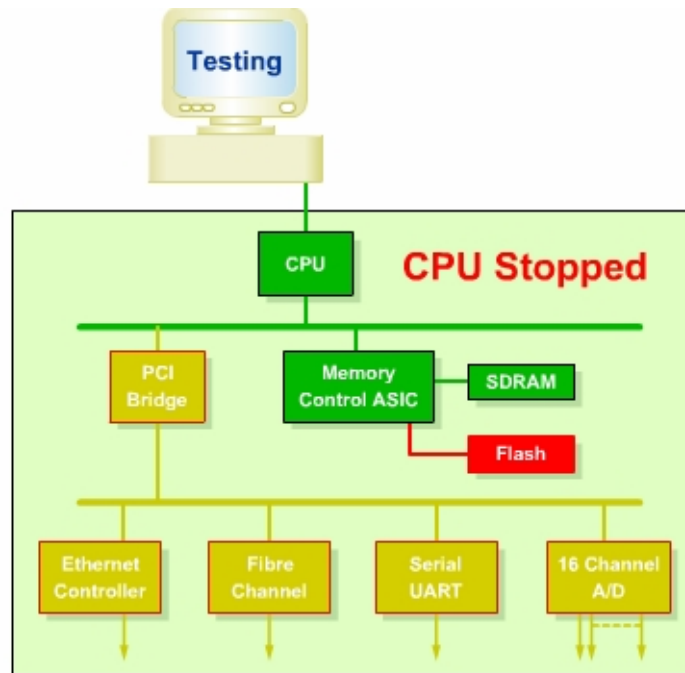 Testing
CPU
CPU Stopped
PCI
Bridge
Memory
Control ASIC
SDRAM
Flash
Ethernet
Controller
Fibre
Channel
Serial
UART
16 Channel
A/D